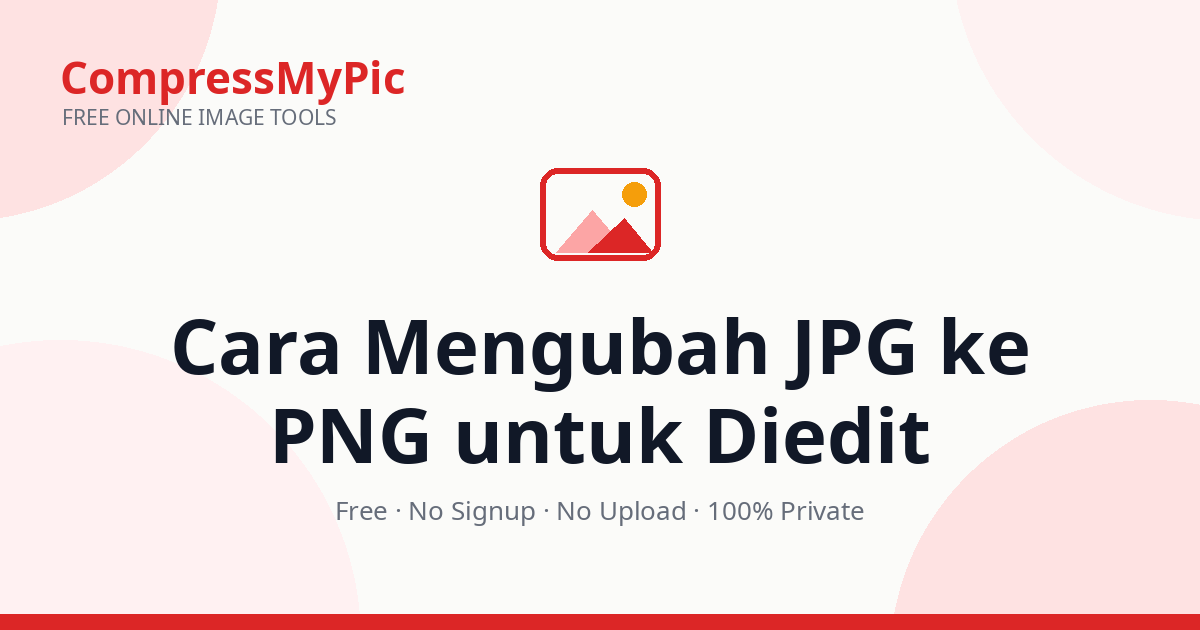 CompressMyPic
FREE ONLINE IMAGE TOOLS
Cara Mengubah JPG ke
PNG untuk Diedit
Free · No Signup · No Upload · 100% Private